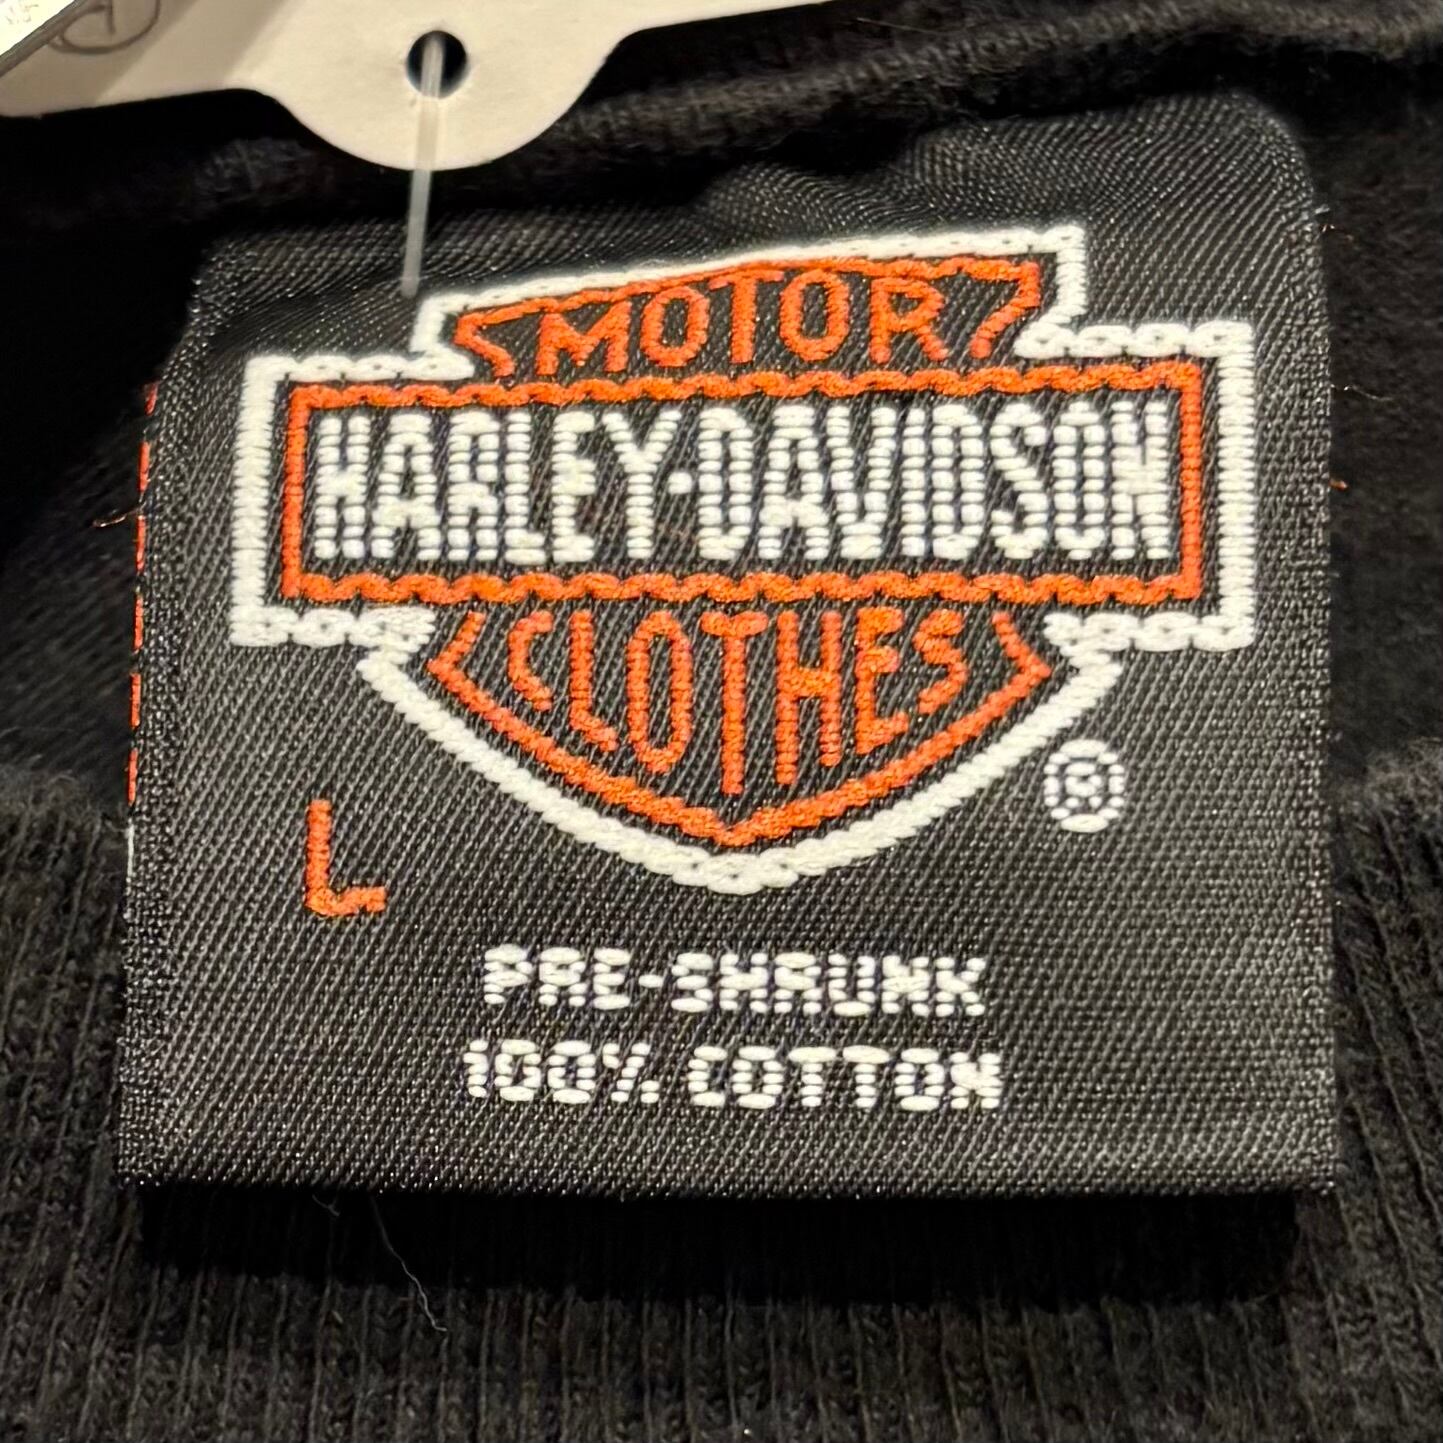 MOTOR
HARLEY-DAVIDSON
CLOTHES
®
L
PRE-SHRUNK
100% COTTON